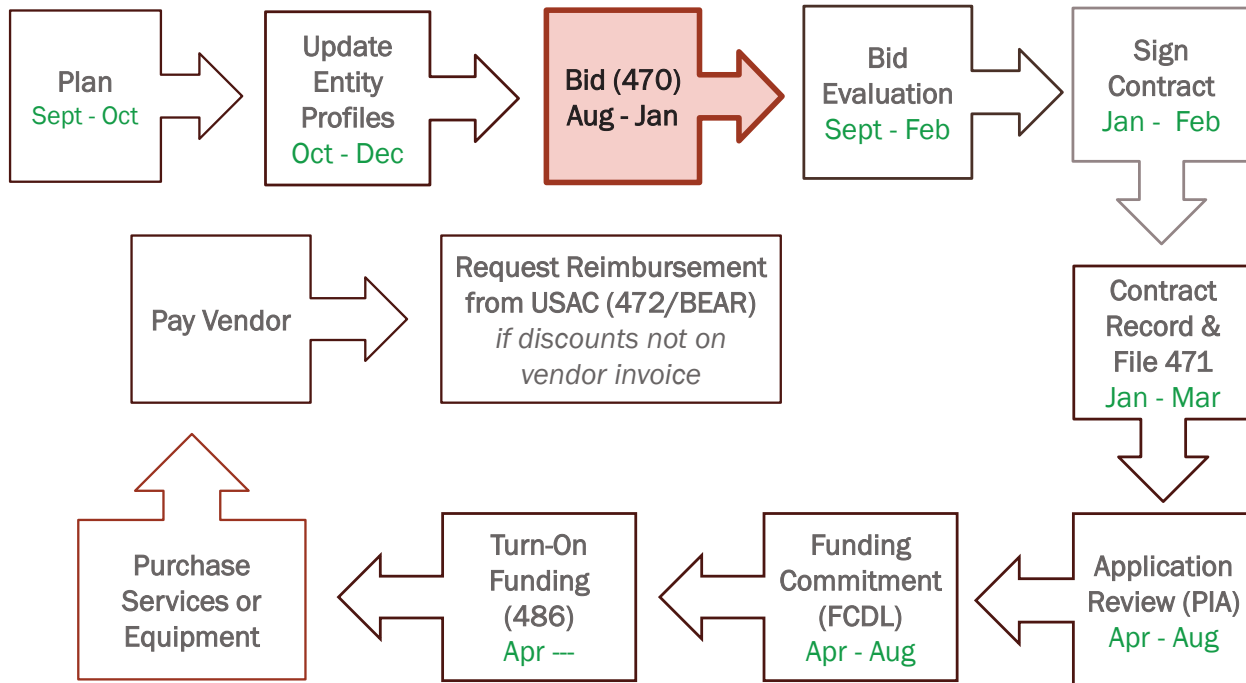 Plan
Sept - Oct
Update
Entity
Profiles
Oct - Dec
Bid (470)
Aug - Jan
Bid
Evaluation
Sept - Feb
Sign
Contract
Jan - Feb
Contract
Record &
File 471
Jan - Mar
Application
Review (PIA)
Apr - Aug
Funding
Commitment
(FCDL)
Apr - Aug
Turn-On
Funding
(486)
Apr ---
Purchase
Services or
Equipment
Pay Vendor
Request Reimbursement
from USAC (472/BEAR)
if discounts not on
vendor invoice